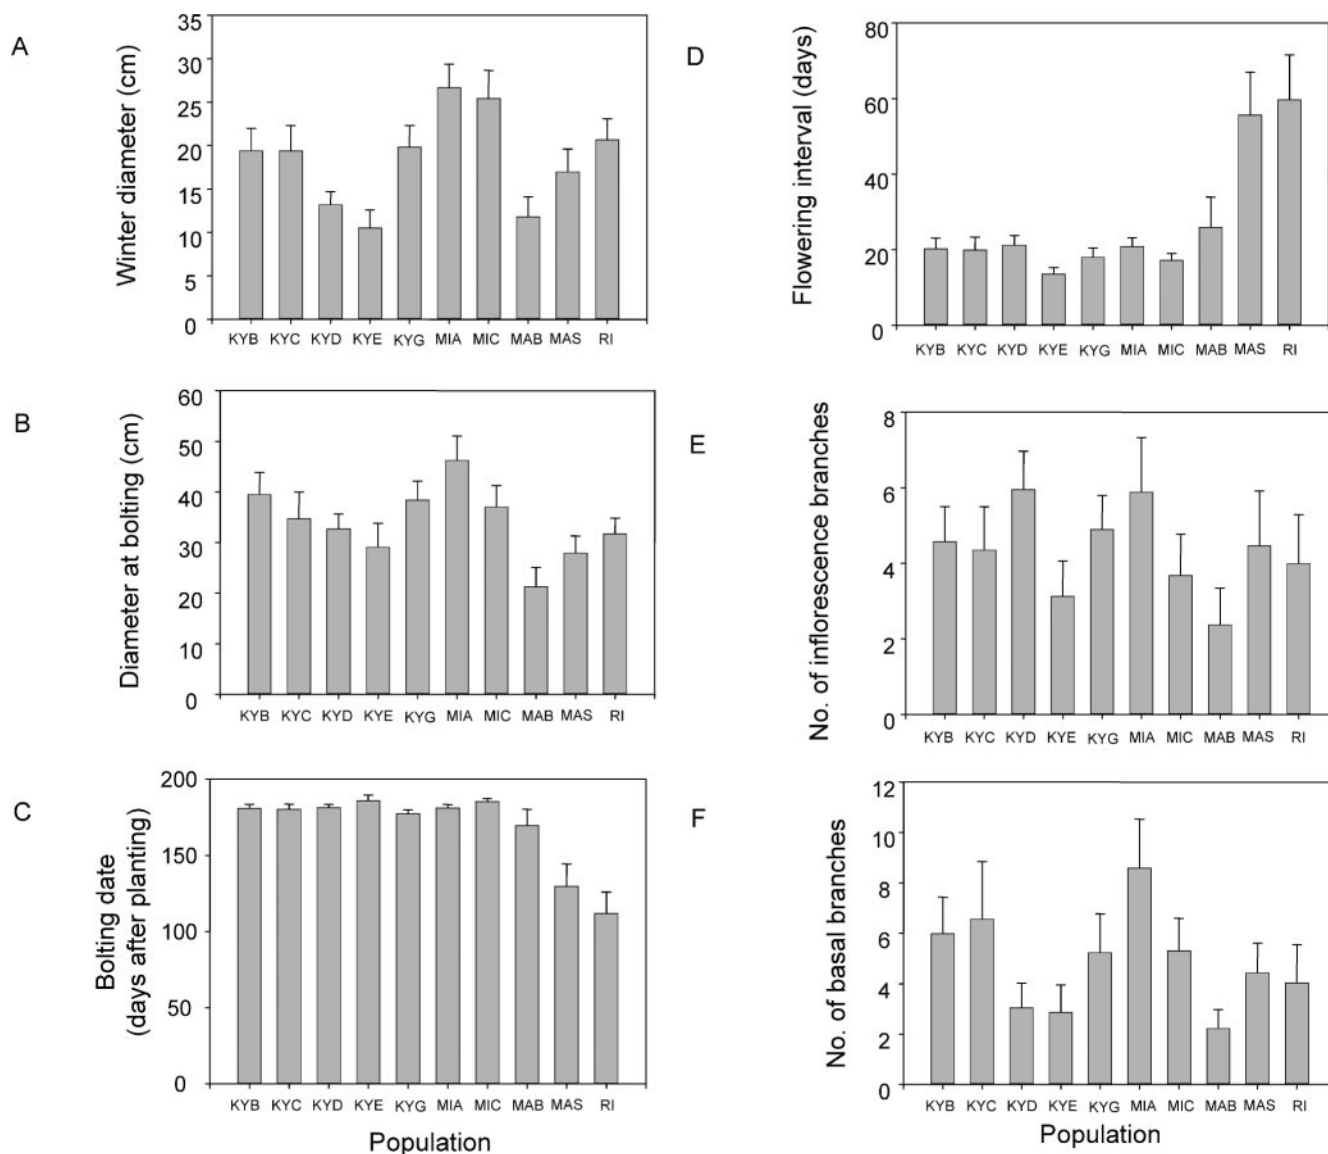 A
Winter diameter (cm)
35
30
25
20
15
10
5
0
KYB KYC KYD KYE KYG MIA MIC MAB MAS RI
B
Diameter at bolting (cm)
60
50
40
30
20
10
0
KYB KYC KYD KYE KYG MIA MIC MAB MAS RI
C
Bolting date
(days after planting)
200
150
100
50
0
KYB KYC KYD KYE KYG MIA MIC MAB MAS RI
Population
D
Flowering interval (days)
80
60
40
20
0
KYB KYC KYD KYE KYG MIA MIC MAB MAS RI
E
No. of inflorescence branches
8
6
4
2
0
KYB KYC KYD KYE KYG MIA MIC MAB MAS RI
F
No. of basal branches
12
10
8
6
4
2
0
KYB KYC KYD KYE KYG MIA MIC MAB MAS RI
Population